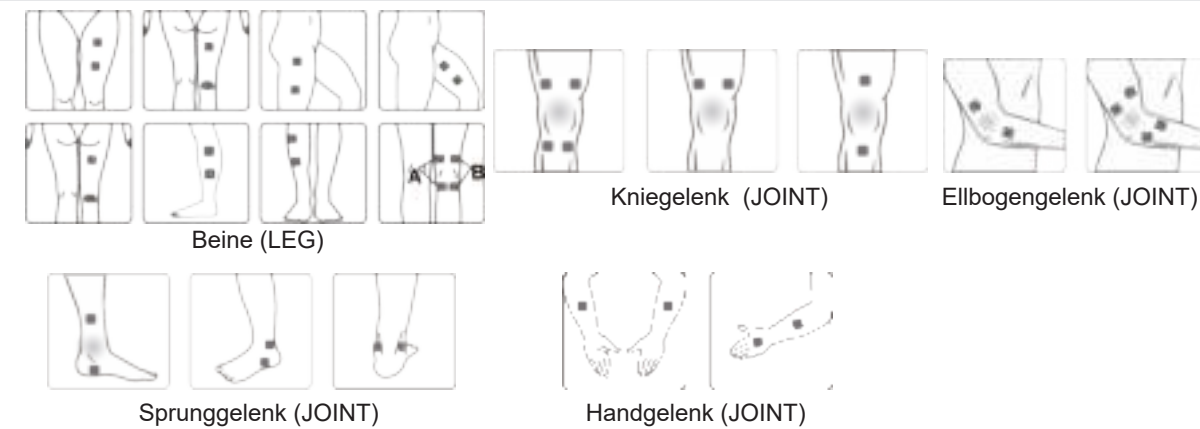 A B
Kniegelenk (JOINT)
Ellbogengelenk (JOINT)
Beine (LEG)
Sprunggelenk (JOINT)
Handgelenk (JOINT)